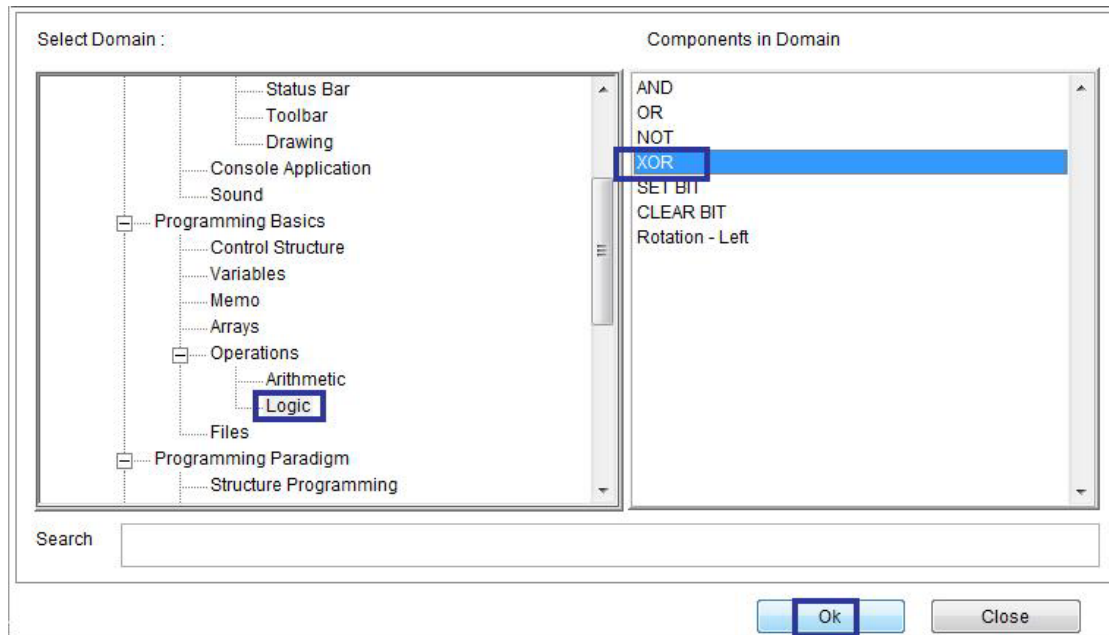 Select Domain :
Components in Domain
Status Bar
Toolbar
Drawing
Console Application
Sound
Programming Basics
Control Structure
Variables
Memo
Arrays
Operations
Arithmetic
Logic
Files
Programming Paradigm
Structure Programming
AND
OR
NOT
XOR
SET BIT
CLEAR BIT
Rotation - Left
Search
Ok
Close